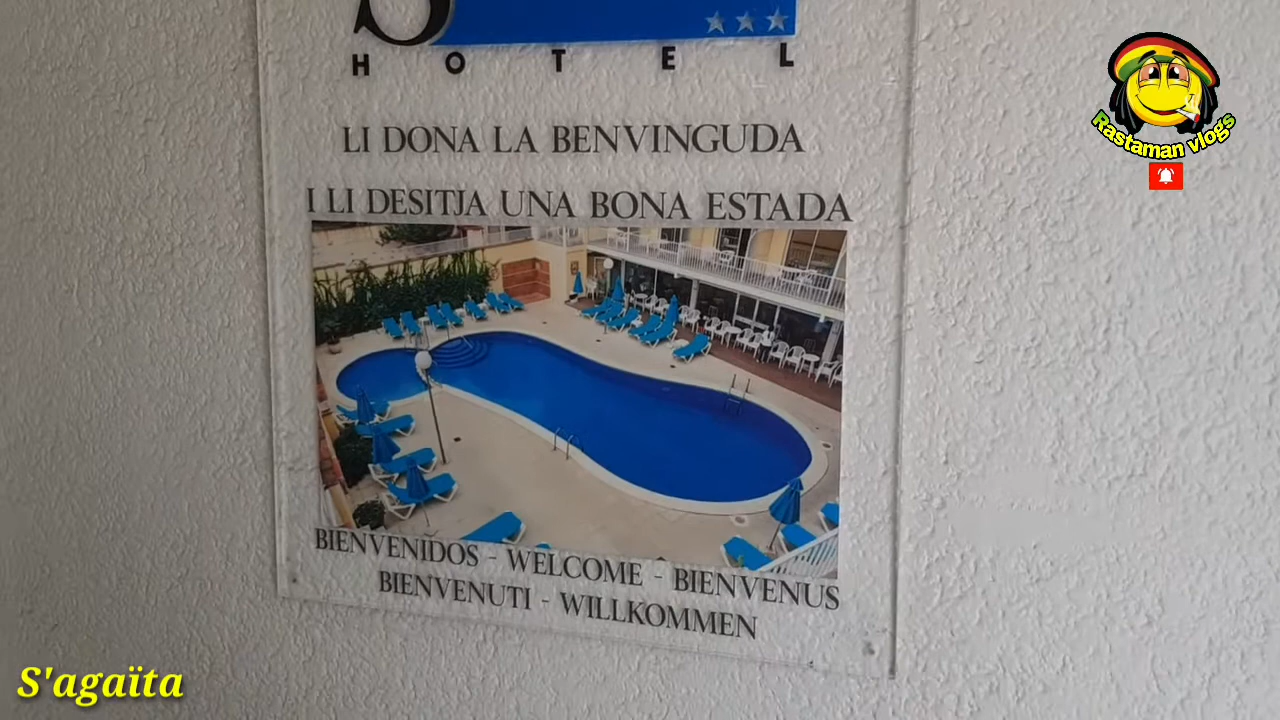 HOTEL
LI DONA LA BENVINGUDA
I LI DESITJA UNA BONA ESTADA
BIENVENIDOS - WELCOME - BIENVENUS
BIENVENUTI - WILLKOMMEN
Rastaman vlogs
S'agaïta